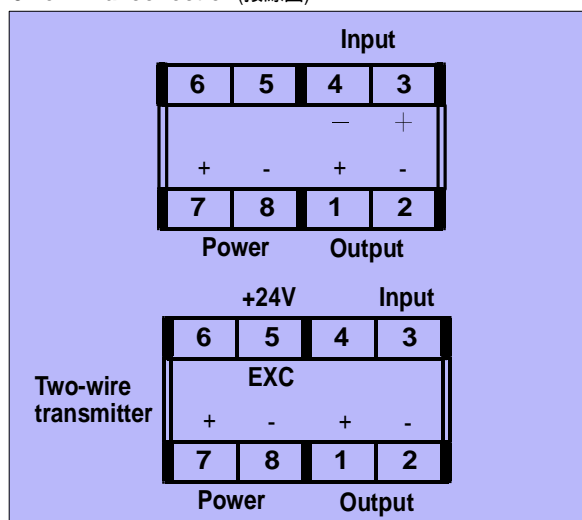 Input
6 5 4 3
— +
+ - + -
7 8 1 2
Power Output
+24V Input
6 5 4 3
EXC
Two-wire
transmitter
+ - + -
7 8 1 2
Power Output